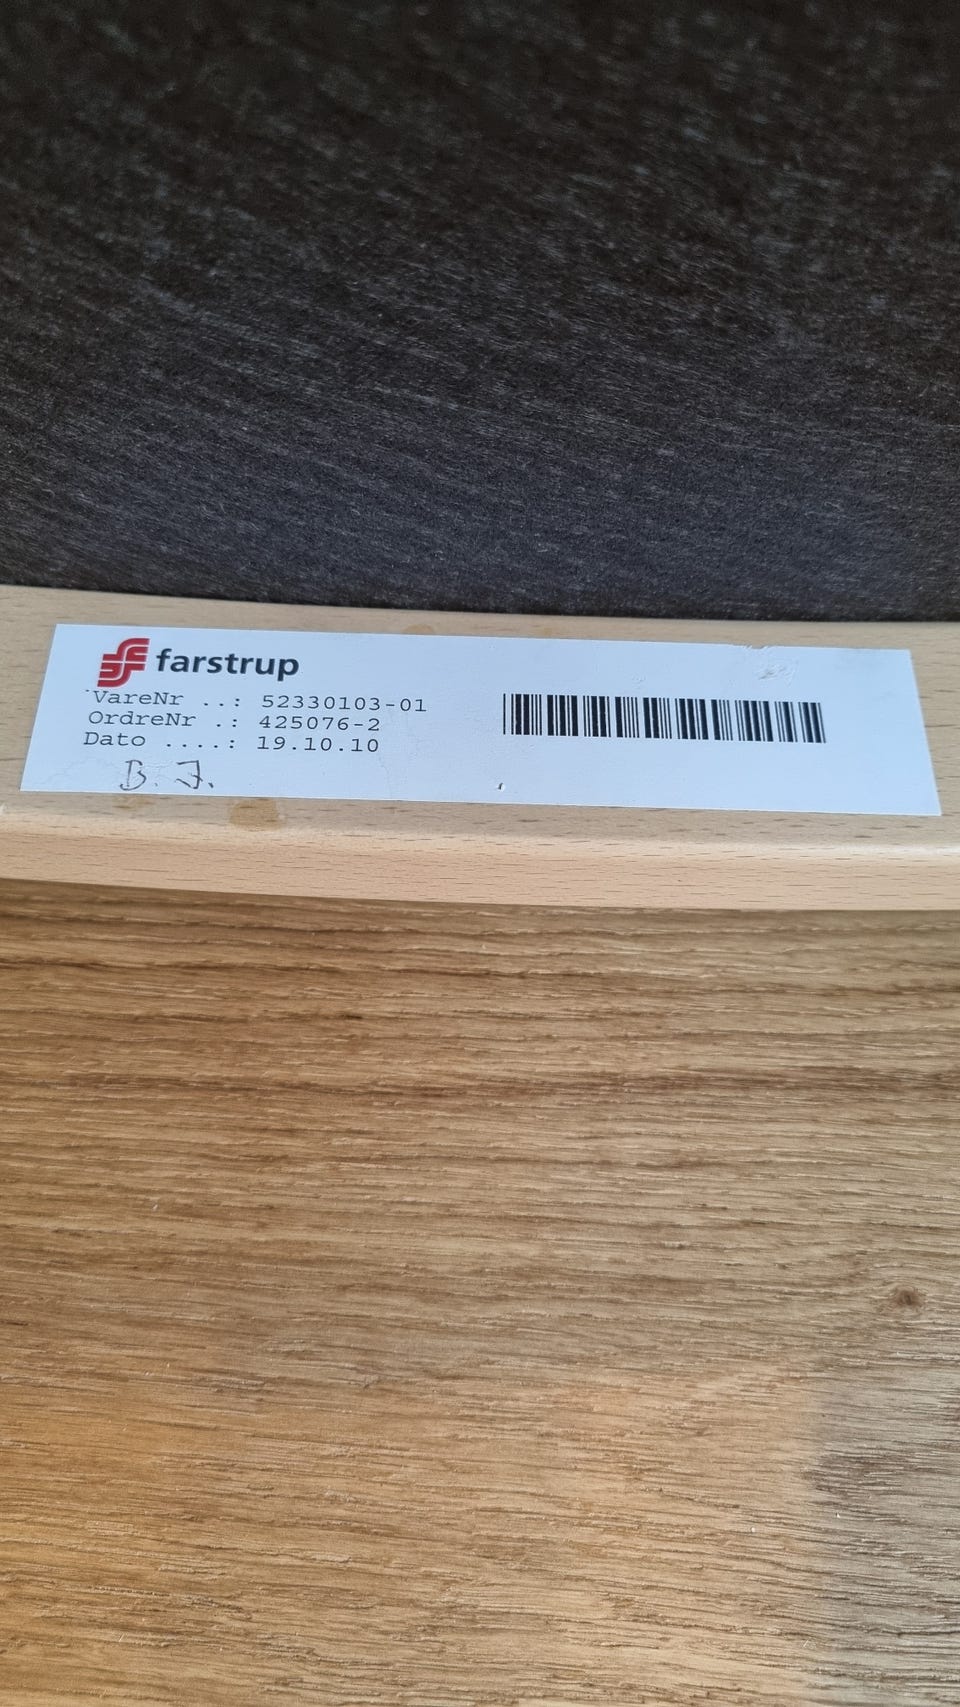 farstrup
VareNr ..: 52330103-01
OrdreNr .: 425076-2
Dato ....: 19.10.10
B. J.